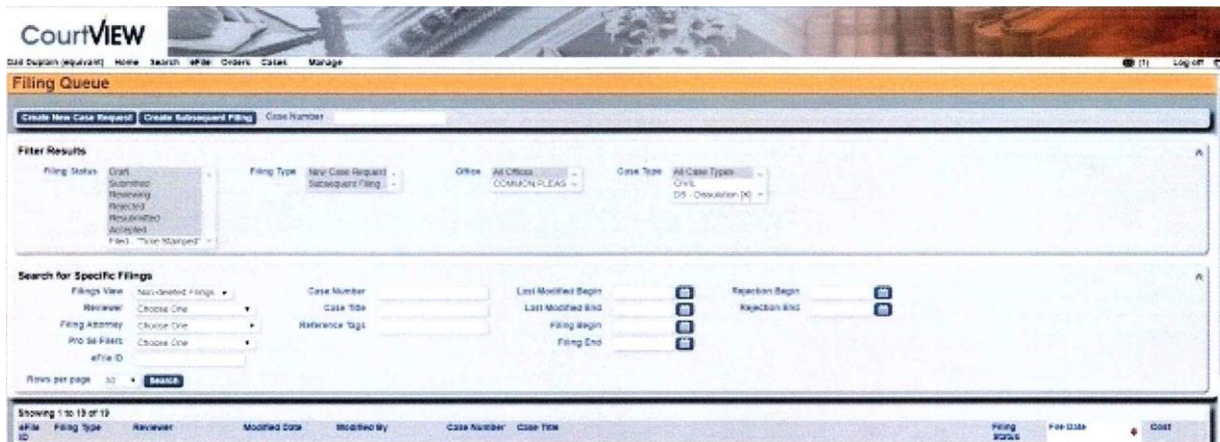 CourtVIEW
Gail Duplain (equivant) Home Search eFile Orders Cases Manage (1) Log off
Filing Queue
Create New Case Request Create Subsequent Filing Case Number
Filter Results
Filing Status Draft Filing Type New Case Request Office All Offices Case Type All Case Types
Submitted Subsequent Filing COMMON PLEAS CIVIL
Reviewing DS - Dissolution
Rejected
Resubmitted
Accepted
Filed - "Time Stamped"
Search for Specific Filings
Filings View Non-deleted Filings Case Number Last Modified Begin Rejection Begin
Reviewer Choose One Case Title Last Modified End Rejection End
Filing Attorney Choose One Reference Tags Filing Begin
Pro Se Filers Choose One Filing End
eFile ID
Rows per page Search
Showing 1 to 19 of 19
eFile ID Filing Type Reviewer Modified Date Modified By Case Number Case Title Filing Status Fee Date Cost